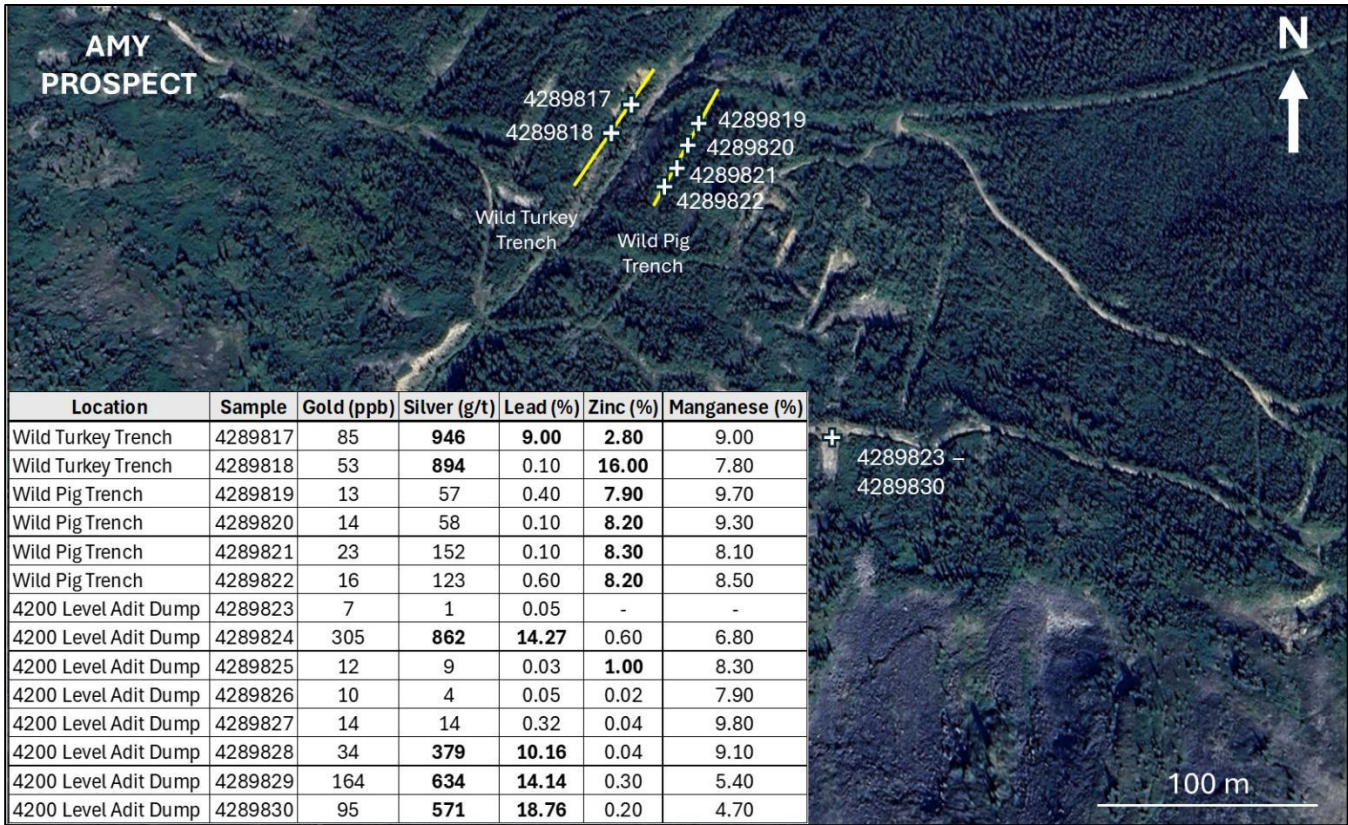 AMY
PROSPECT
N
4289817
4289818
4289819
4289820
4289821
4289822
Wild Turkey
Trench
Wild Pig
Trench
4289823 –
4289830
100 m
Location Sample Gold (ppb) Silver (g/t) Lead (%) Zinc (%) Manganese (%)
Wild Turkey Trench 4289817 85 946 9.00 2.80 9.00
Wild Turkey Trench 4289818 53 894 0.10 16.00 7.80
Wild Pig Trench 4289819 13 57 0.40 7.90 9.70
Wild Pig Trench 4289820 14 58 0.10 8.20 9.30
Wild Pig Trench 4289821 23 152 0.10 8.30 8.10
Wild Pig Trench 4289822 16 123 0.60 8.20 8.50
4200 Level Adit Dump 4289823 7 1 0.05 - -
4200 Level Adit Dump 4289824 305 862 14.27 0.60 6.80
4200 Level Adit Dump 4289825 12 9 0.03 1.00 8.30
4200 Level Adit Dump 4289826 10 4 0.05 0.02 7.90
4200 Level Adit Dump 4289827 14 14 0.32 0.04 9.80
4200 Level Adit Dump 4289828 34 379 10.16 0.04 9.10
4200 Level Adit Dump 4289829 164 634 14.14 0.30 5.40
4200 Level Adit Dump 4289830 95 571 18.76 0.20 4.70